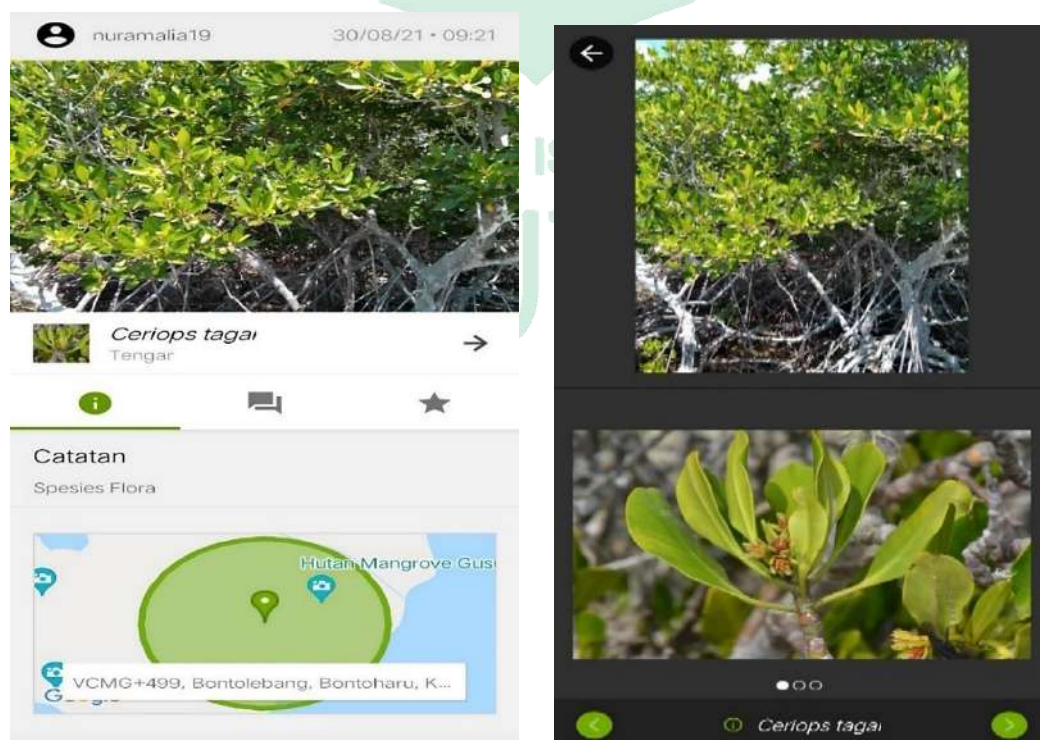 nuramalia19 30/08/21 • 09:21
Ceriops tagal
Tengar
Catatan
Spesies Flora
Hutan Mangrove Gus
VCMG+499, Bontolebang, Bontoharu, K...
Ceriops tagal